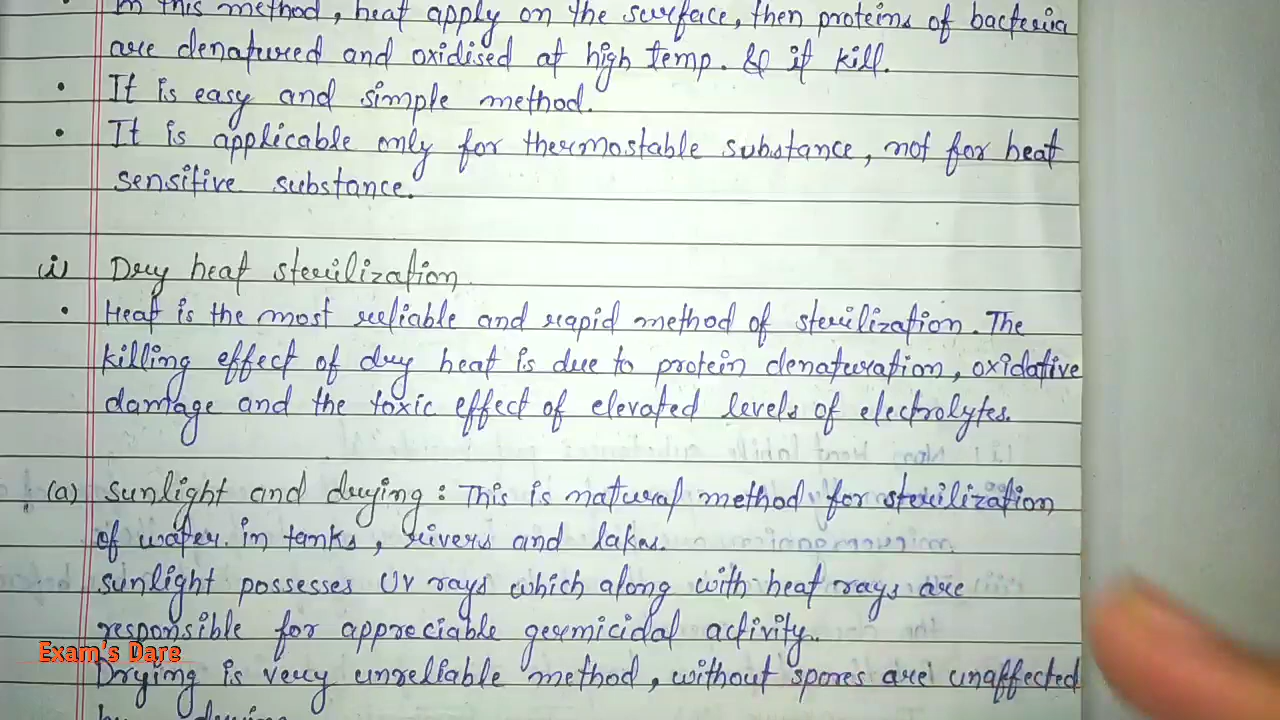 • In this method, heat apply on the surface, then proteins of bacteria
are denatured and oxidised at high temp. & it kill.
• It is easy and simple method.
• It is applicable only for thermostable substance, not for heat
sensitive substance.
(i) Dry heat sterilization
• Heat is the most reliable and rapid method of sterilization. The
killing effect of dry heat is due to protein denaturation, oxidative
damage and the toxic effect of elevated levels of electrolytes.
(a) Sunlight and drying : This is natural method for sterilization
of water in tanks, rivers and lakes.
sunlight possesses UV rays which along with heat rays are
responsible for appreciable germicidal activity.
Exam's Dare
Drying is very unreliable method, without spores are unaffected